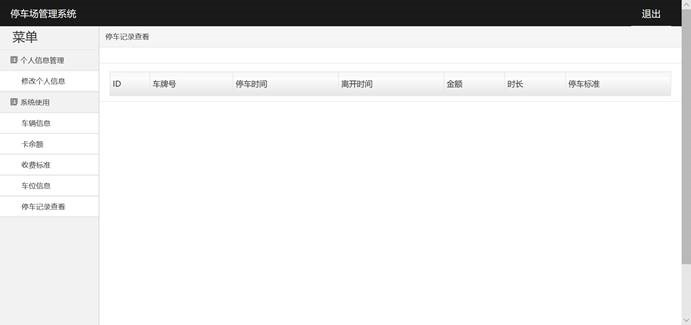 停车场管理系统 退出
菜单
停车记录查看
个人信息管理
修改个人信息
ID 车牌号 停车时间 离开时间 金额 时长 停车标准
系统使用
车辆信息
卡余额
收费标准
车位信息
停车记录查看